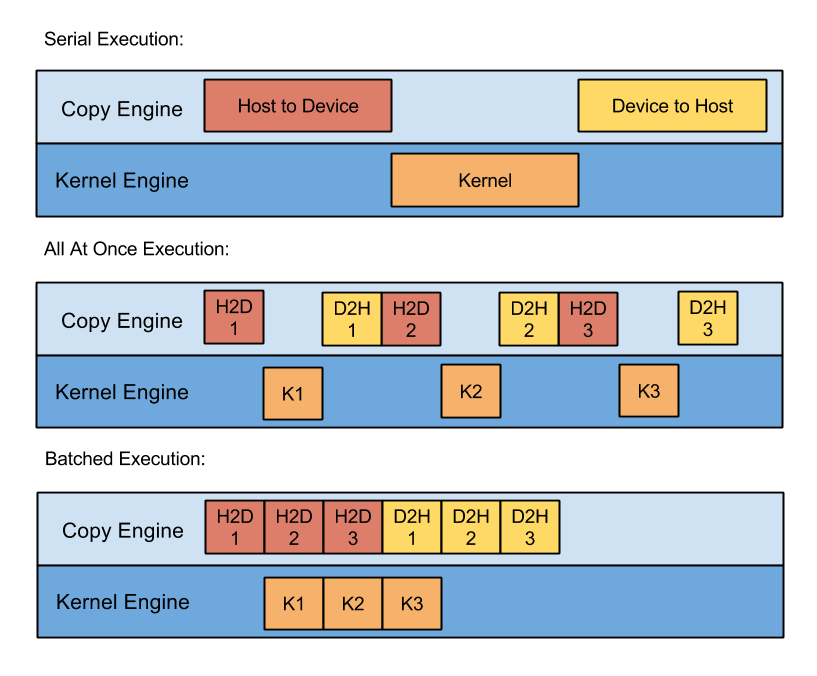 Serial Execution:
Copy Engine
Host to Device
Device to Host
Kernel Engine
Kernel
All At Once Execution:
Copy Engine
H2D
1
D2H
1
H2D
2
D2H
2
H2D
3
D2H
3
Kernel Engine
K1
K2
K3
Batched Execution:
Copy Engine
H2D
1
H2D
2
H2D
3
D2H
1
D2H
2
D2H
3
Kernel Engine
K1
K2
K3